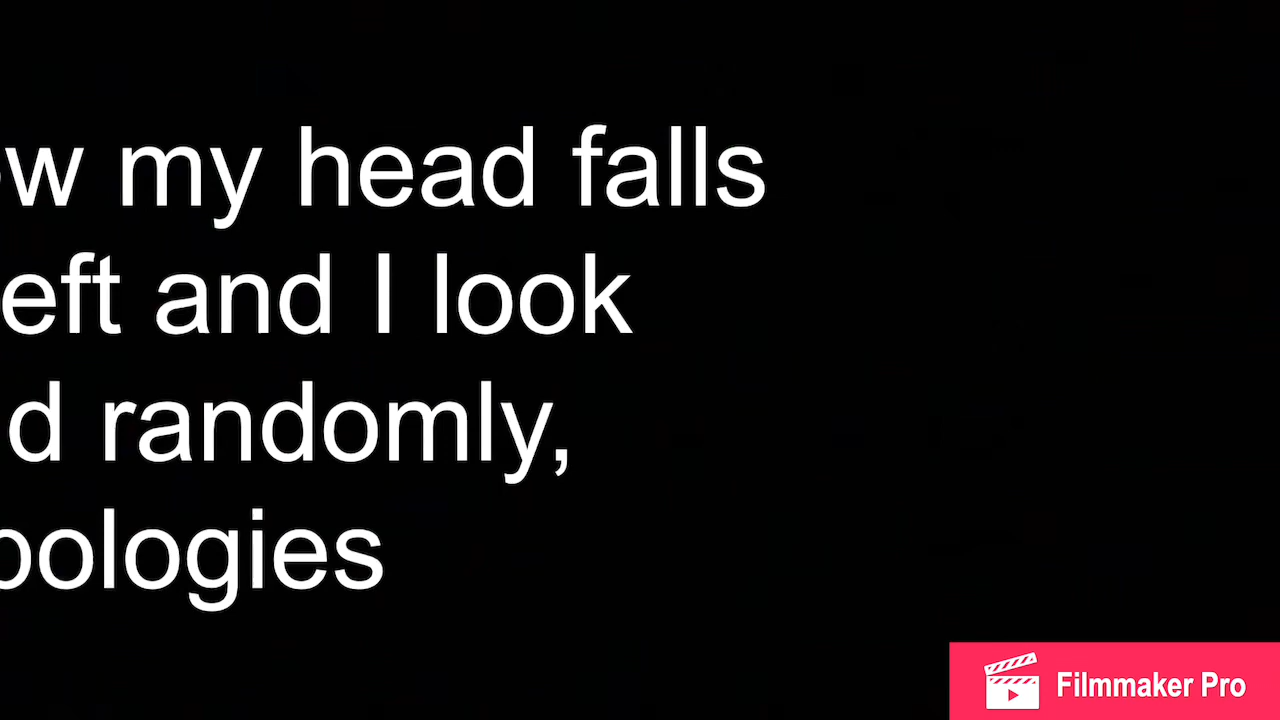 ow my head falls
eft and I look
d randomly,
pologies
Filmmaker Pro